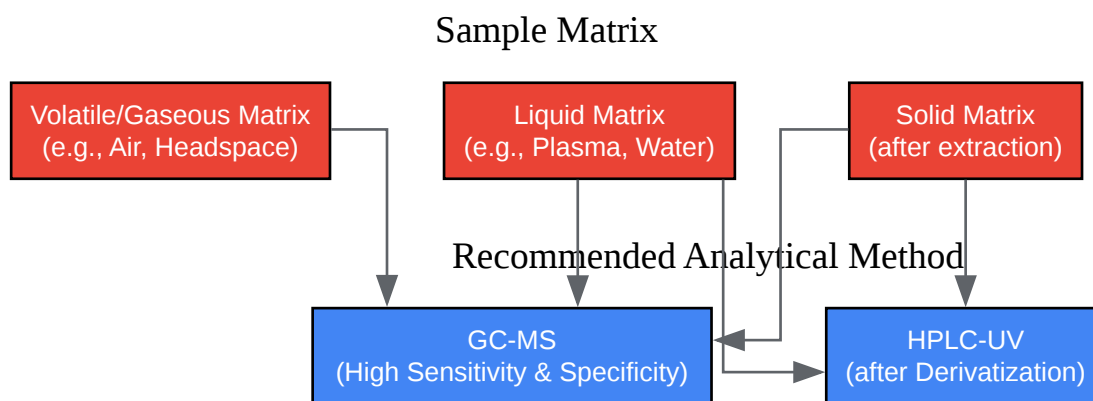 Sample Matrix
Volatile/Gaseous Matrix
(e.g., Air, Headspace)
Liquid Matrix
(e.g., Plasma, Water)
Solid Matrix
(after extraction)
Recommended Analytical Method
GC-MS
(High Sensitivity & Specificity)
HPLC-UV
(after Derivatization)